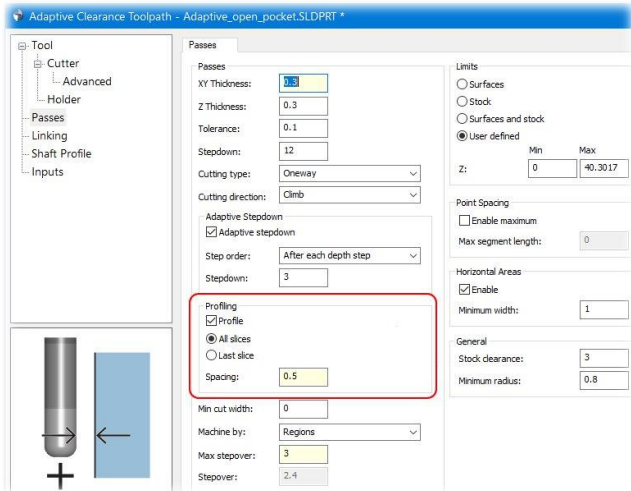 Adaptive Clearance Toolpath - Adaptive_open_pocket.SLDPRT *
Tool
Cutter
Advanced
Holder
Passes
Linking
Shaft Profile
Inputs
Passes
Passes
XY Thickness: 0.3
Z Thickness: 0.3
Tolerance: 0.1
Stepdown: 12
Cutting type: Oneway
Cutting direction: Climb
Adaptive Stepdown
Adaptive stepdown
Step order: After each depth step
Stepdown: 3
Profiling
Profile
All slices
Last slice
Spacing: 0.5
Min cut width: 0
Machine by: Regions
Max stepover: 3
Stepover: 2.4
Limits
Surfaces
Stock
Surfaces and stock
User defined
Min Max
Z: 0 40.3017
Point Spacing
Enable maximum
Max segment length: 0
Horizontal Areas
Enable
Minimum width: 1
General
Stock clearance: 3
Minimum radius: 0.8